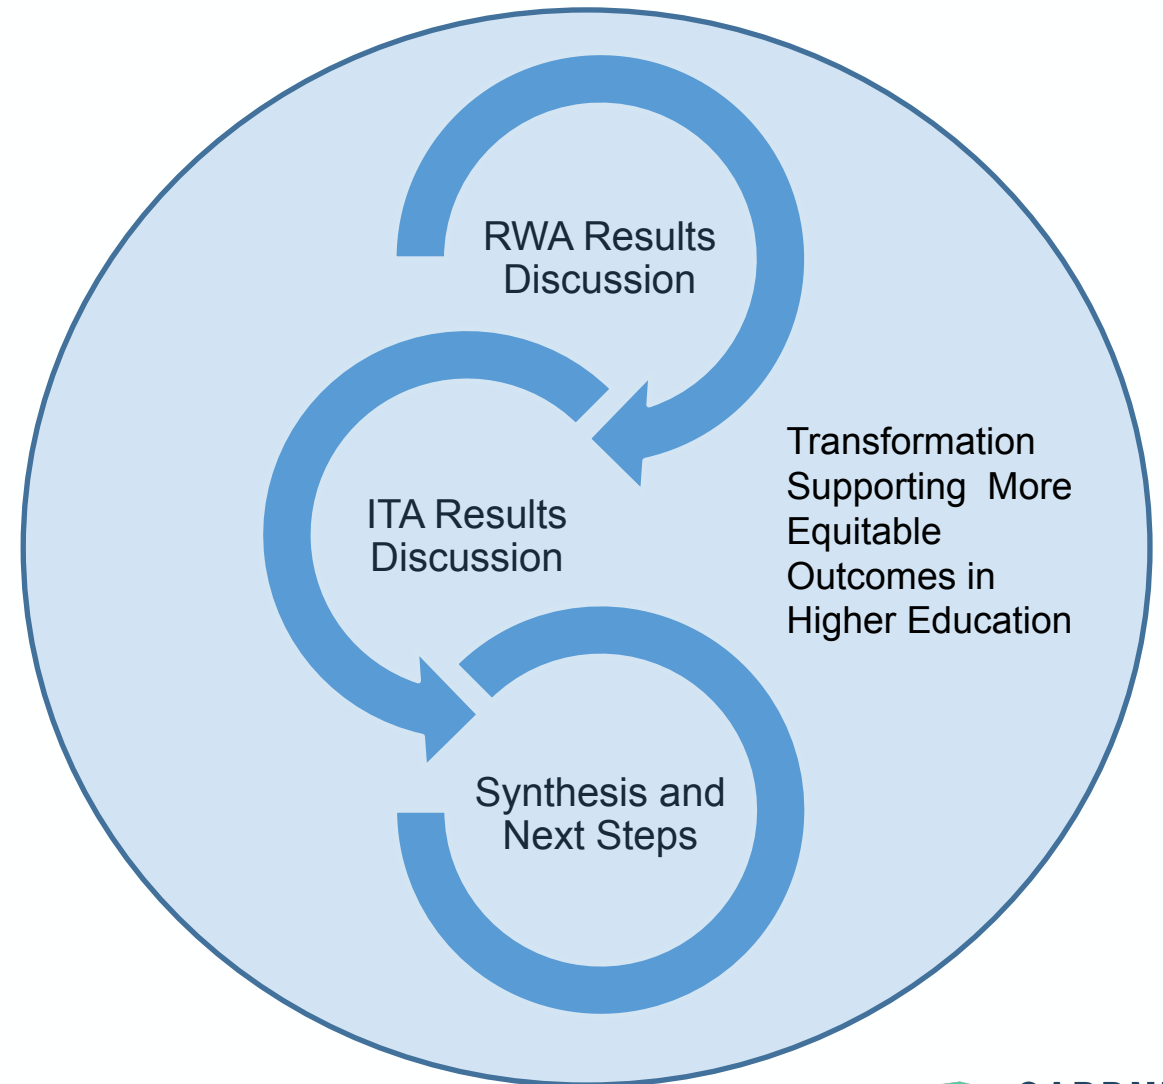 RWA Results
Discussion
ITA Results
Discussion
Transformation
Supporting  More
Equitable
Outcomes in
Higher Education
Synthesis and
Next Steps